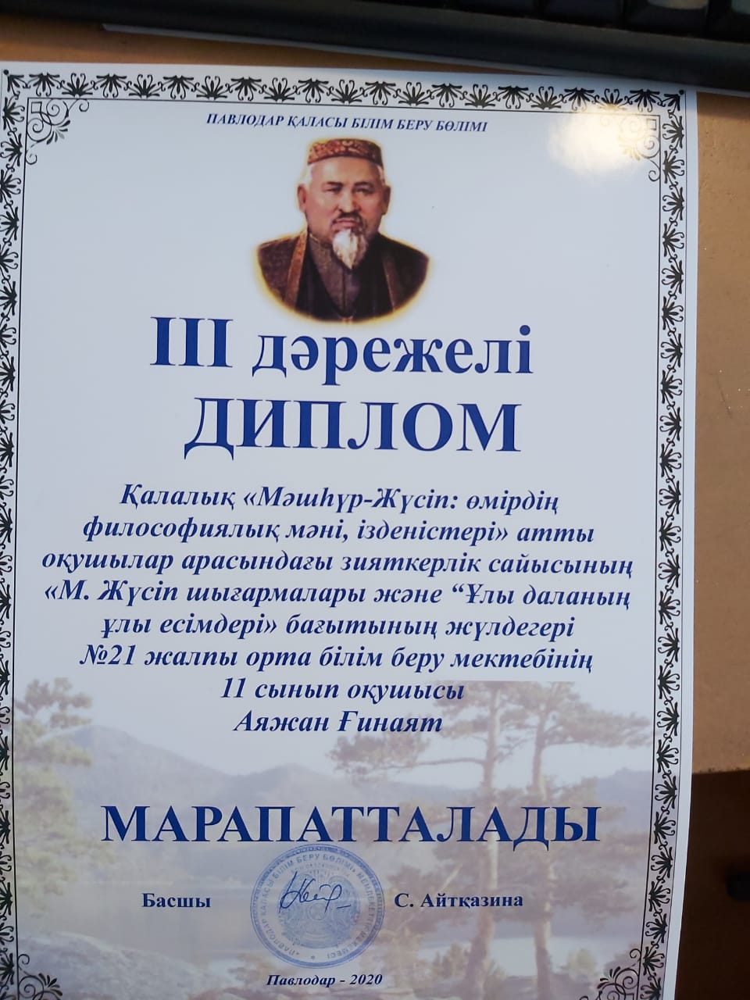 ПАВЛОДАР ҚАЛАСЫ БІЛІМ БЕРУ БӨЛІМІ
III дәрежелі
ДИПЛОМ
Қалалық «Мәшһүр-Жүсіп: өмірдің
философиялық мәні, ізденістері» атты
оқушылар арасындағы зияткерлік сайысының
«М. Жүсіп шығармалары және “Ұлы даланың
ұлы есімдері» бағытының жүлдегері
№21 жалпы орта білім беру мектебінің
11 сынып оқушысы
Аяжан Ғинаят
МАРАПАТТАЛАДЫ
Басшы
С. Айтқазина
ПАВЛОДАР ҚАЛАСЫ БІЛІМ БЕРУ БӨЛІМІ
Павлодар - 2020